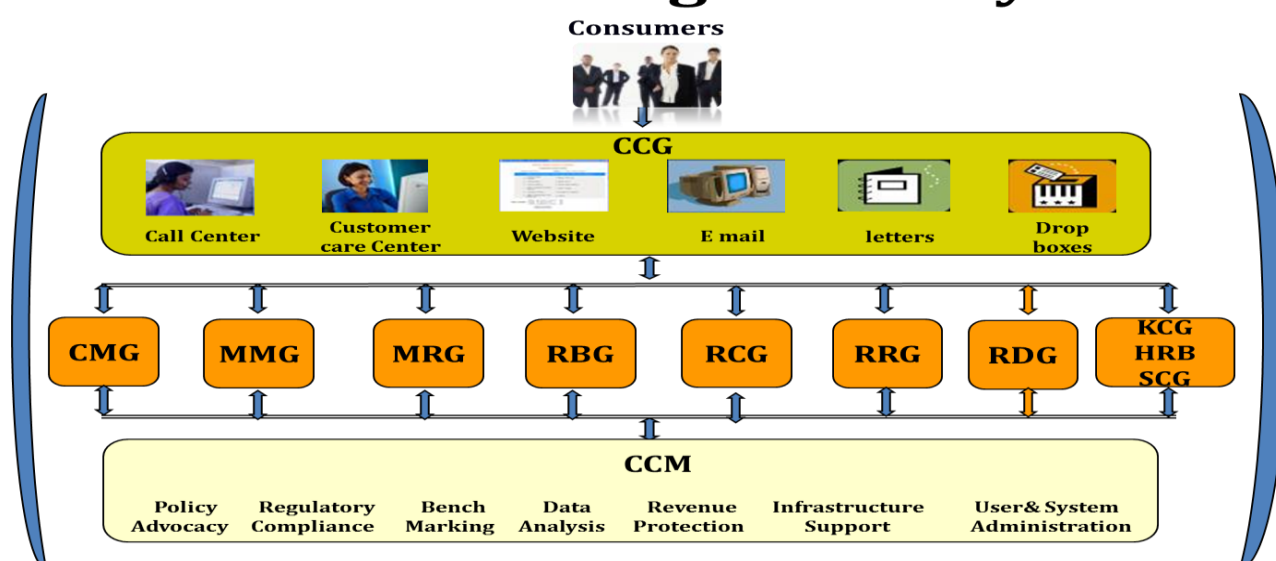 Consumers
CCG
Call Center
Customer
care Center
Website
E mail
letters
Drop
boxes
CMG
MMG
MRG
RBG
RCG
RRG
RDG
KCG
HRB
SCG
CCM
Policy
Advocacy
Regulatory
Compliance
Bench
Marking
Data
Analysis
Revenue
Protection
Infrastructure
Support
User& System
Administration